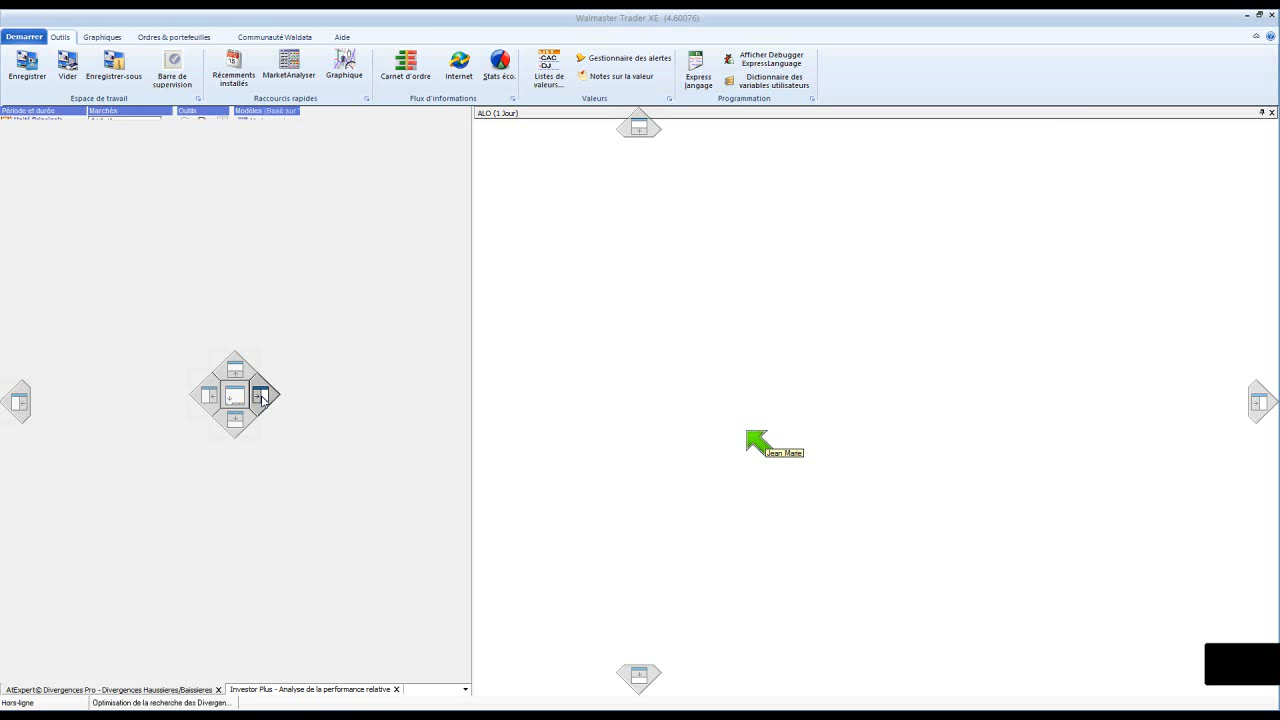 Walmaster Trader XE (4.60076)
Demarrer Outils Graphiques Ordres & portefeuilles Communauté Waldata Aide
Enregistrer Vider Enregistrer-sous Barre de supervision
Espace de travail
Récemments installés MarketAnalyser Graphique
Raccourcis rapides
Carnet d'ordre Internet Stats éco.
Flux d'informations
Listes de valeurs... Gestionnaire des alertes
Notes sur la valeur
Valeurs
Express langage Afficher Debugger ExpressLanguage
Dictionnaire des variables utilisateurs
Programmation
Période et durée Marchés Outils Modèles (Basé sur
ALO (1 Jour)
Jean Marie
AtExpert© Divergences Pro - Divergences Haussieres/Baissieres Investor Plus - Analyse de la performance relative
Hors-ligne Optimisation de la recherche des Divergen...